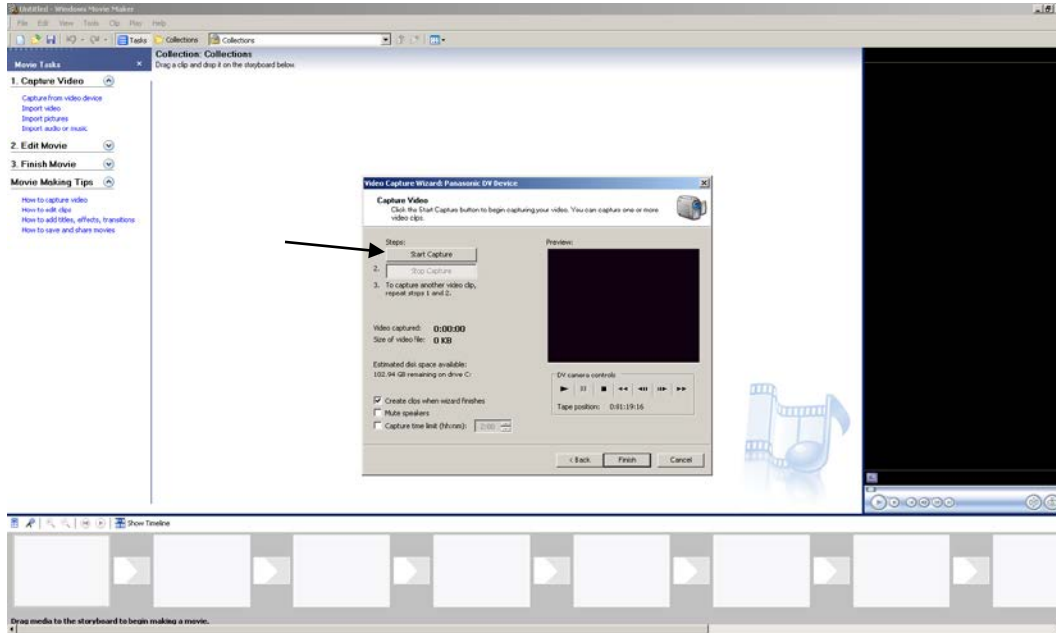 Untitled - Windows Movie Maker
File Edit View Tools Clip Play Help
Tasks Collections Collections
Movie Tasks
Collection: Collections
Drag a clip and drop it on the storyboard below.
1. Capture Video
Capture from video device
Import video
Import pictures
Import audio or music
2. Edit Movie
3. Finish Movie
Movie Making Tips
How to capture video
How to edit clips
How to add titles, effects, transitions
How to save and share movies
Video Capture Wizard: Panasonic DV Device
Capture Video
Click the Start Capture button to begin capturing your video. You can capture one or more
video clips.
Steps:
Start Capture
2. Stop Capture
3. To capture another video clip,
repeat steps 1 and 2.
Video captured: 0:00:00
Size of video file: 0 KB
Estimated disk space available:
102.94 GB remaining on drive C:
Create clips when wizard finishes
Mute speakers
Capture time limit (hh:mm): 2:00
Preview:
DV camera controls
Tape position: 0:01:19:16
< Back Finish Cancel
Show Timeline
Drag media to the storyboard to begin making a movie.